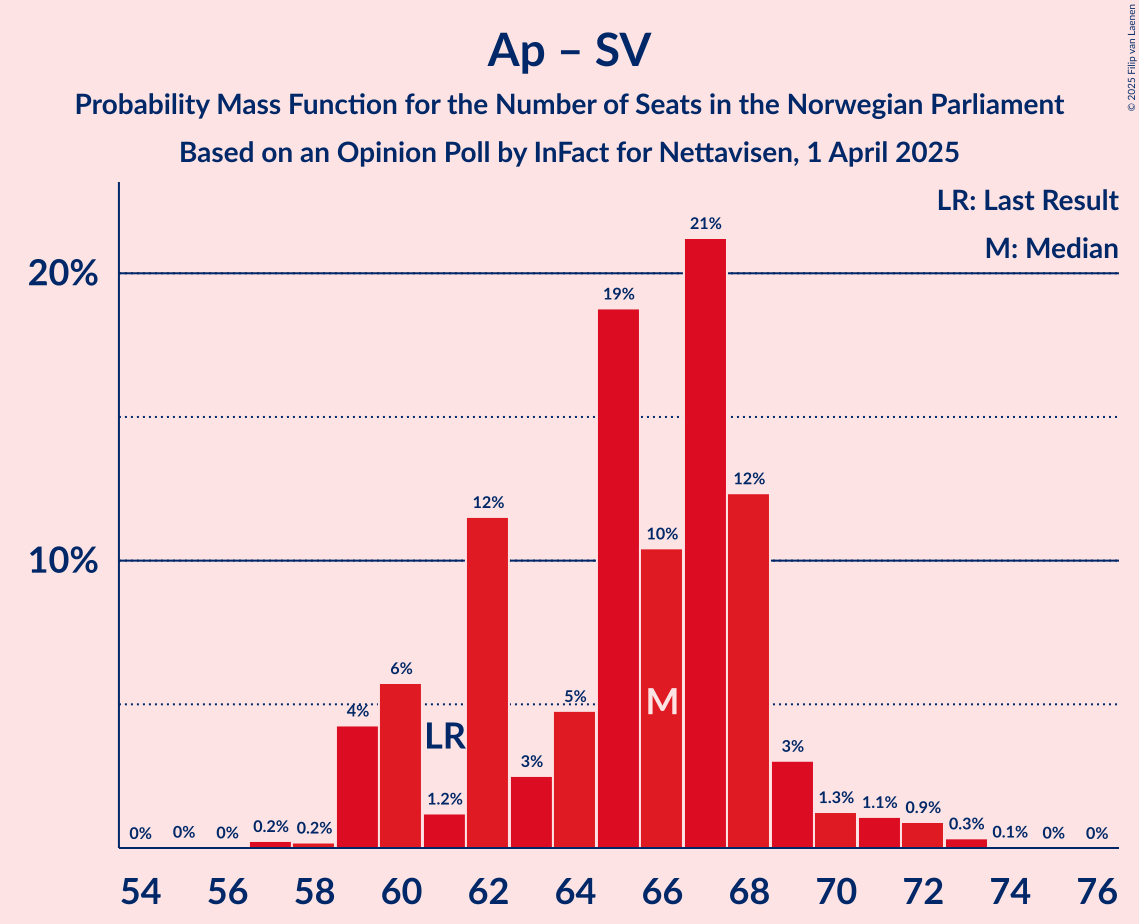 Ap – SV
Probability Mass Function for the Number of Seats in the Norwegian Parliament
Based on an Opinion Poll by InFact for Nettavisen, 1 April 2025
© 2025 Filip van Laenen
LR: Last Result
M: Median
20%
10%
0%
0%
0%
0.2%
0.2%
4%
6%
1.2%
12%
3%
5%
19%
10%
21%
12%
3%
1.3%
1.1%
0.9%
0.3%
0.1%
0%
0%
LR
M
54 56 58 60 62 64 66 68 70 72 74 76